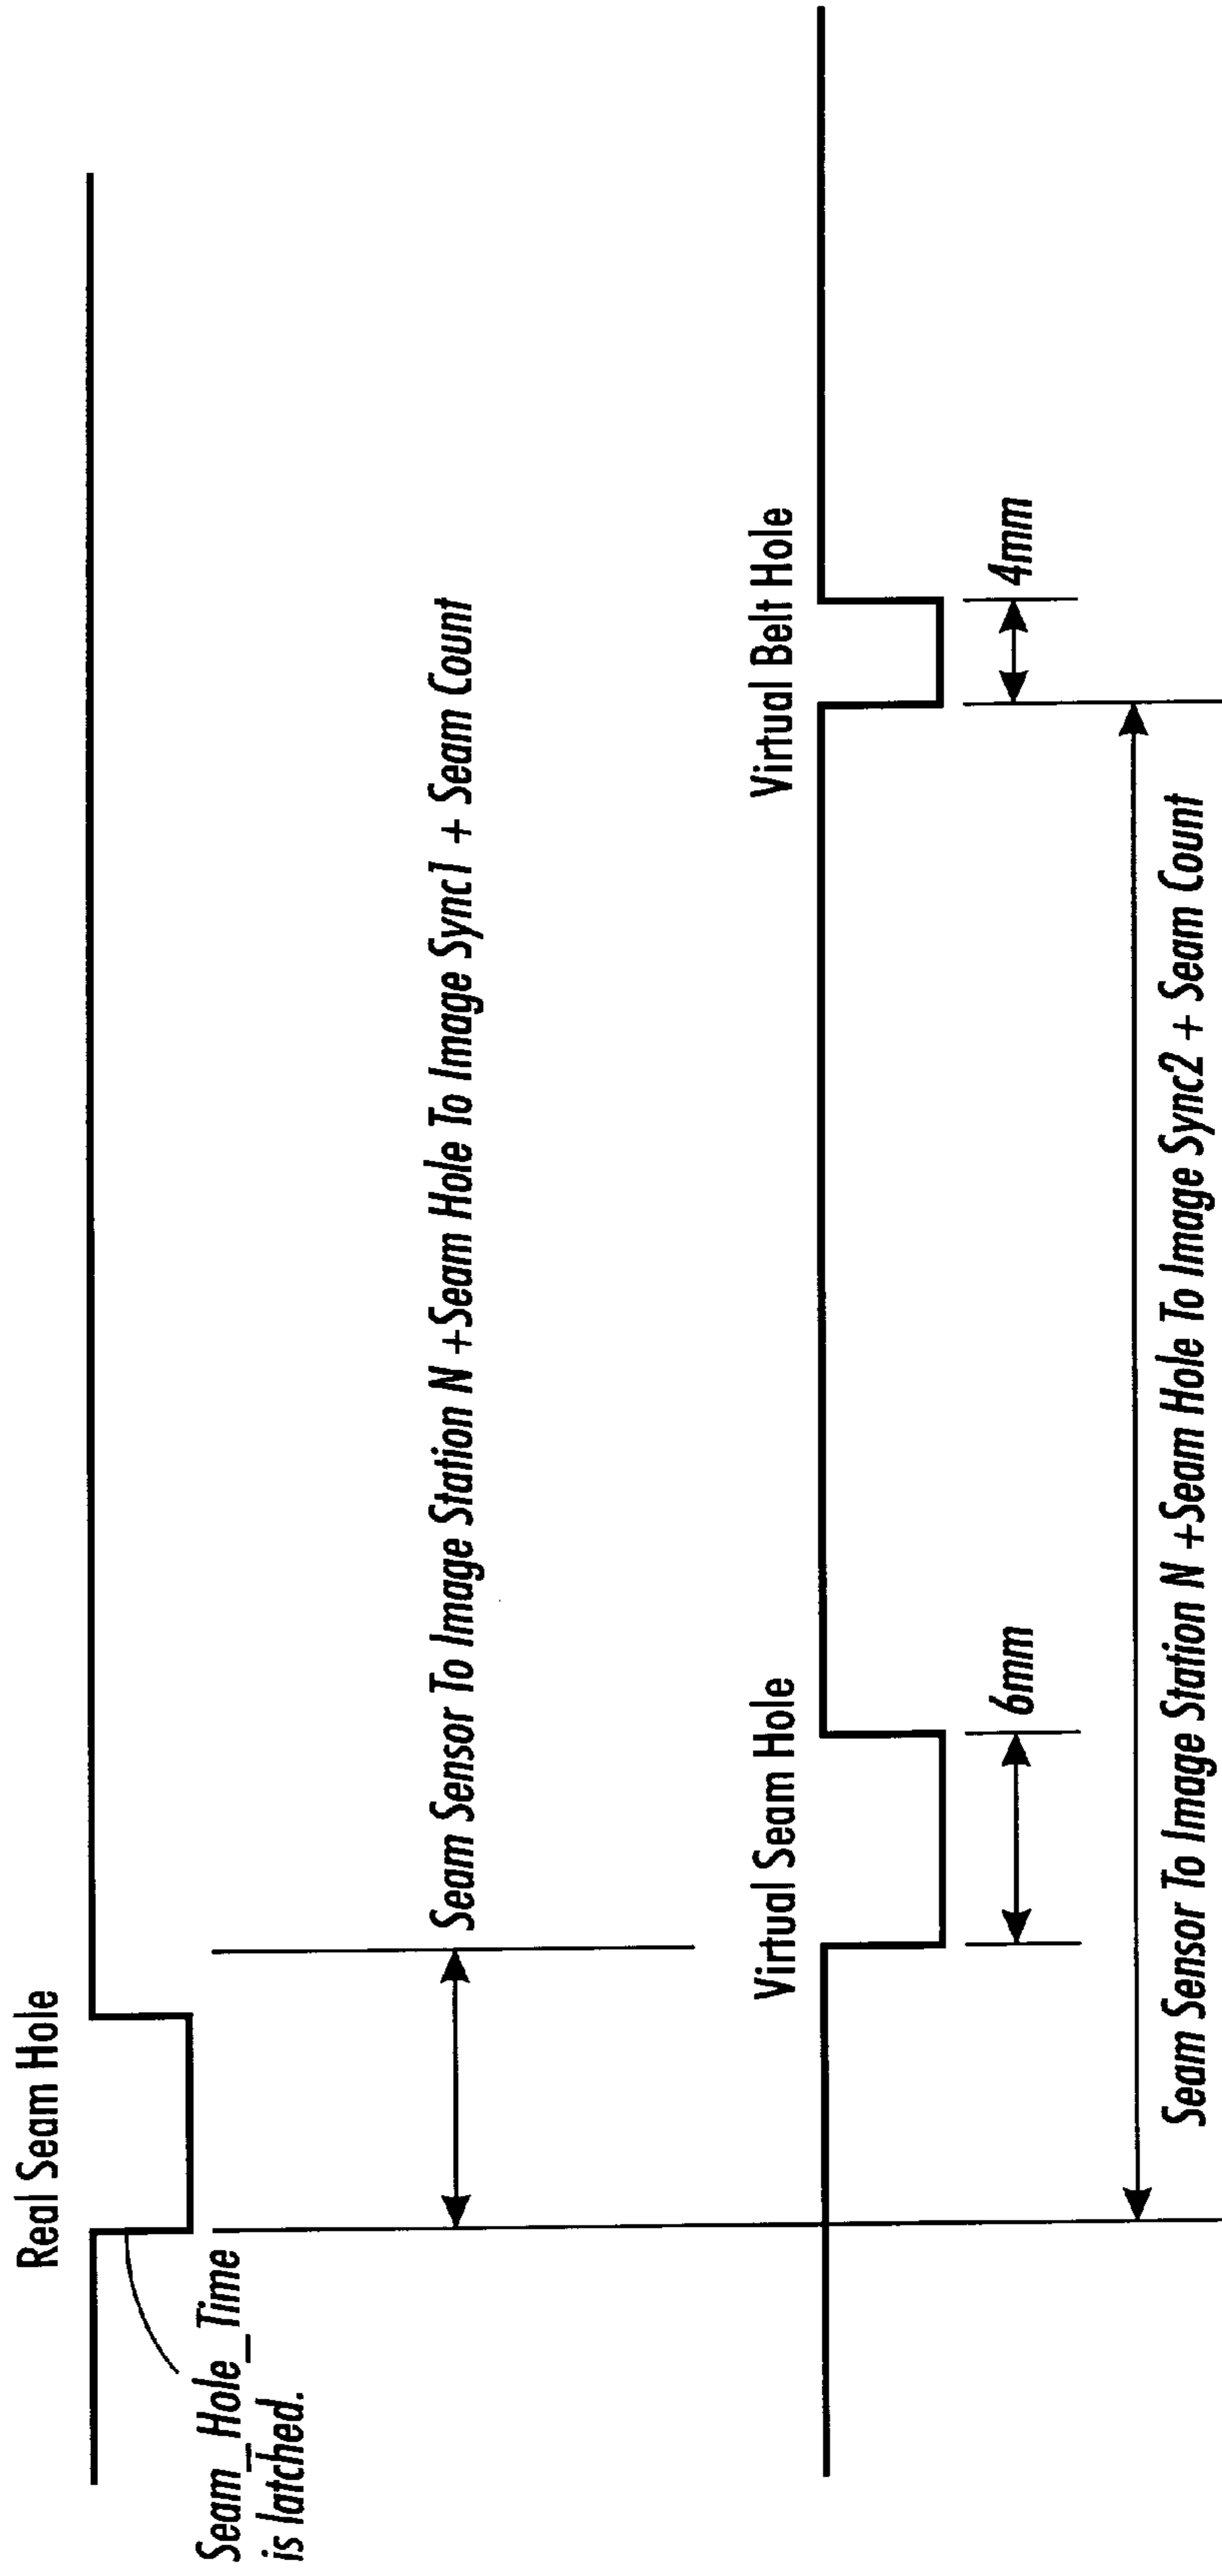 Real Seam Hole
Seam_Hole_Time
is latched.
Seam Sensor To Image Station N +Seam Hole To Image Sync1 + Seam Count
Virtual Seam Hole
Virtual Belt Hole
6mm
4mm
Seam Sensor To Image Station N +Seam Hole To Image Sync2 + Seam Count